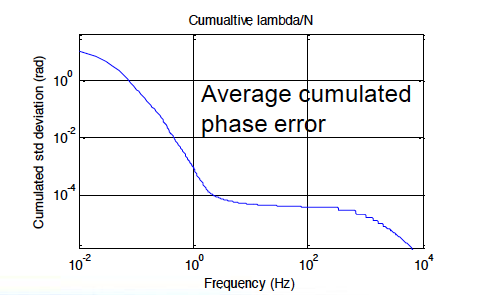 Cumualtive lambda/N
Cumulated std deviation (rad)
10^0
10^-2
10^-4
Average cumulated
phase error
10^-2
10^0
10^2
10^4
Frequency (Hz)